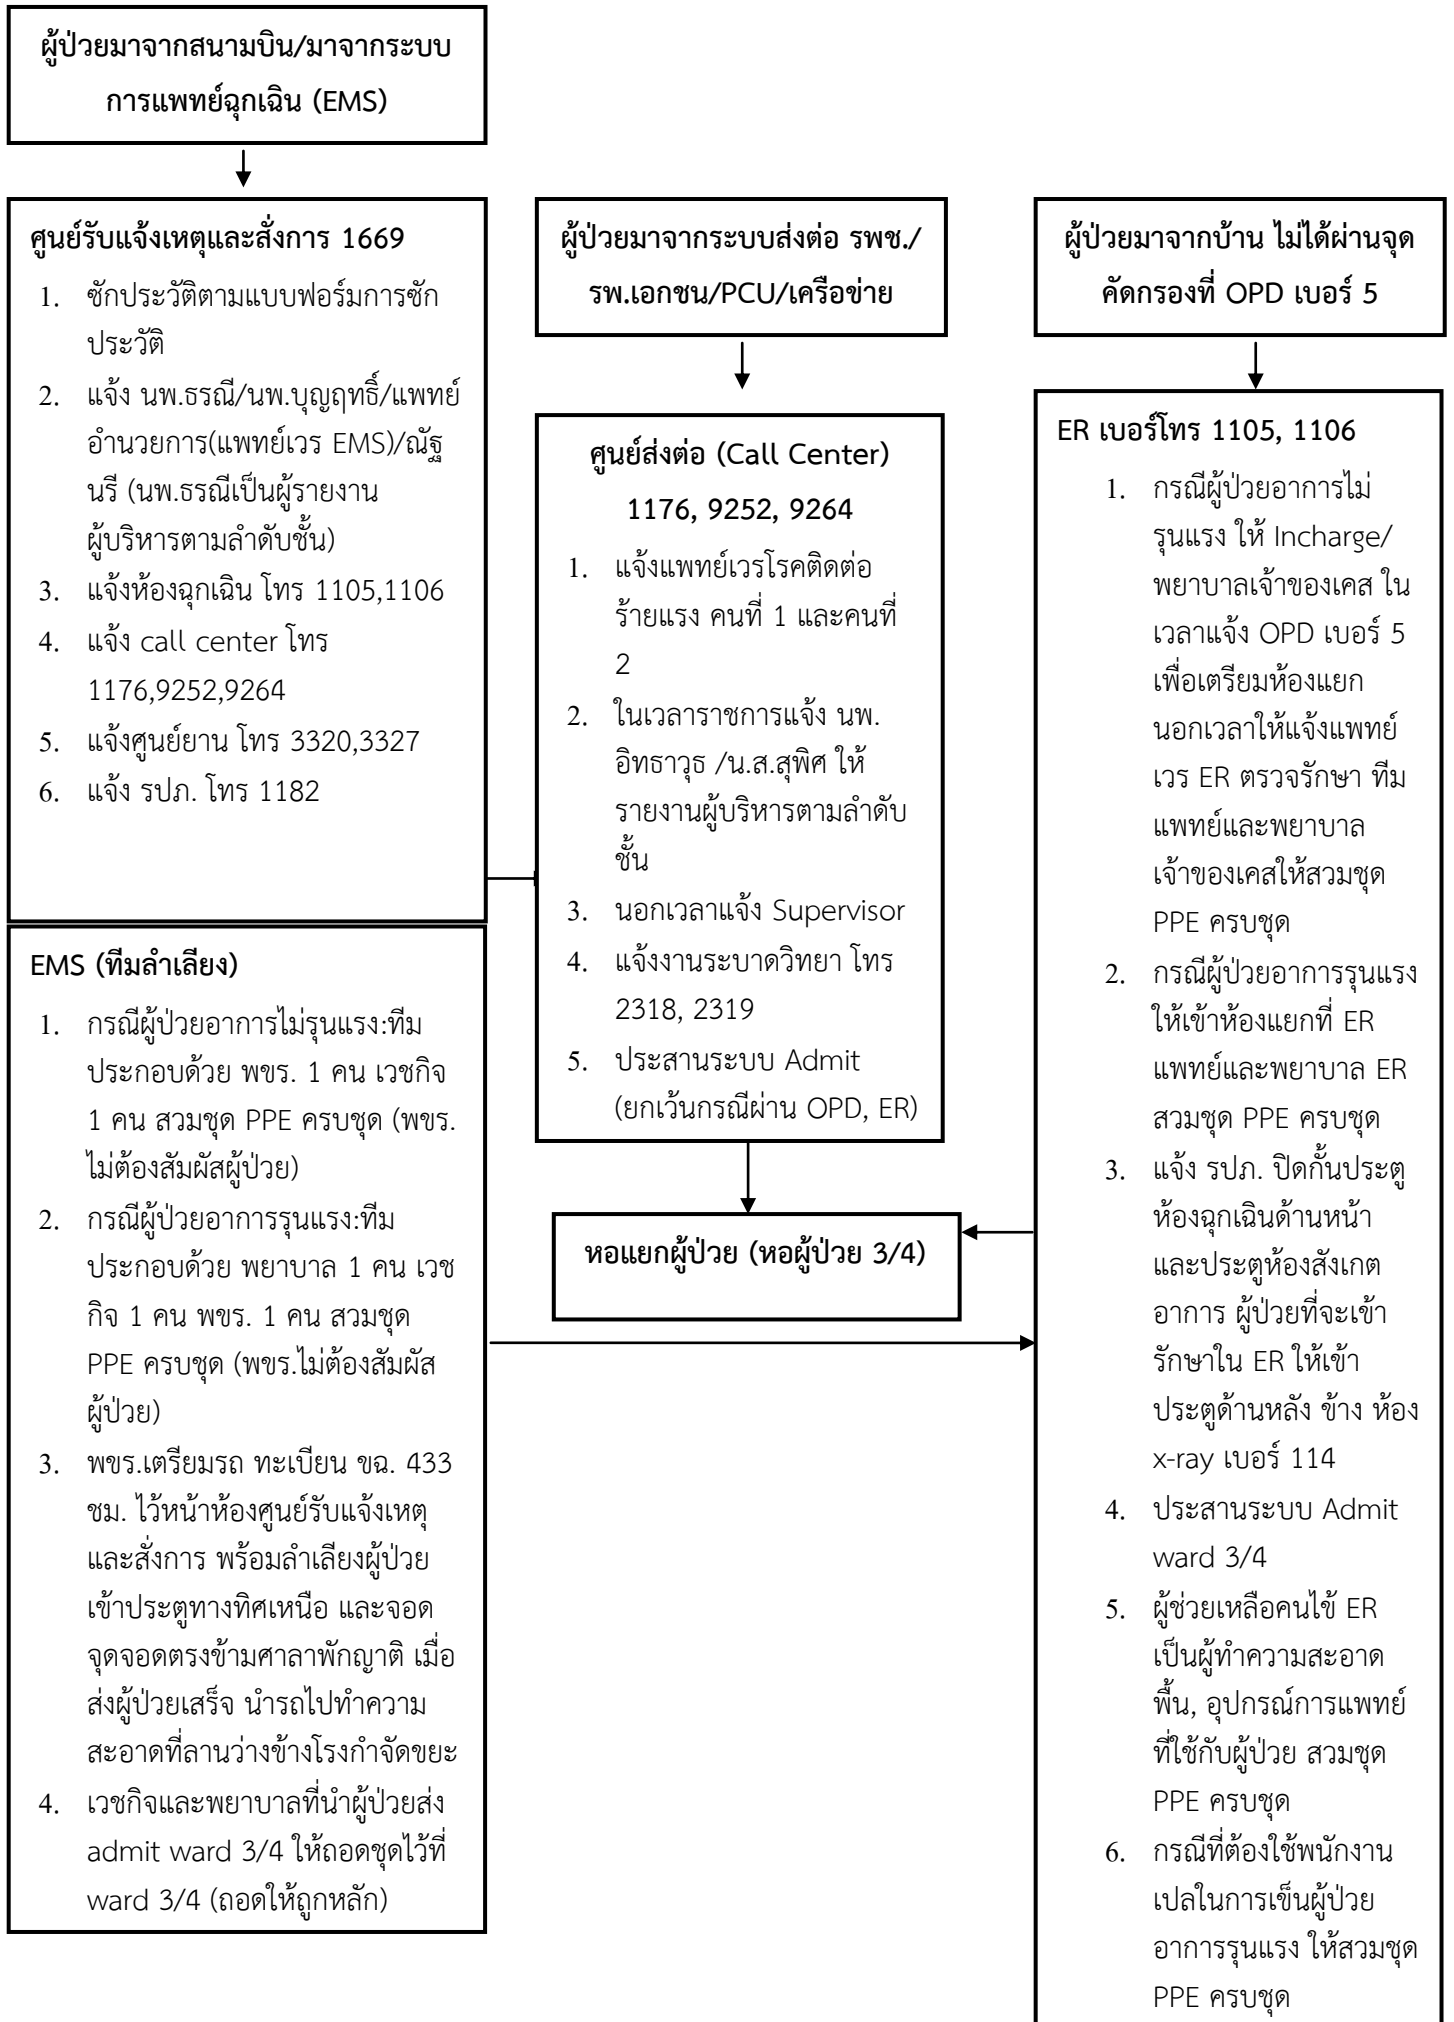 ผู้ป่วยมาจากสนามบิน/มาจากระบบ
การแพทย์ฉุกเฉิน (EMS)
ศูนย์รับแจ้งเหตุและสั่งการ 1669
1. ซักประวัติตามแบบฟอร์มการซัก
ประวัติ
2. แจ้ง นพ.ธรณี/นพ.บุญฤทธิ์/แพทย์
อำนวยการ(แพทย์เวร EMS)/ณัฐ
นรี (นพ.ธรณีเป็นผู้รายงาน
ผู้บริหารตามลำดับชั้น)
3. แจ้งห้องฉุกเฉิน โทร 1105,1106
4. แจ้ง call center โทร
1176,9252,9264
5. แจ้งศูนย์ยาน โทร 3320,3327
6. แจ้ง รปภ. โทร 1182
EMS (ทีมลำเลียง)
1. กรณีผู้ป่วยอาการไม่รุนแรง:ทีม
ประกอบด้วย พขร. 1 คน เวชกิจ
1 คน สวมชุด PPE ครบชุด (พขร.
ไม่ต้องสัมผัสผู้ป่วย)
2. กรณีผู้ป่วยอาการรุนแรง:ทีม
ประกอบด้วย พยาบาล 1 คน เวช
กิจ 1 คน พขร. 1 คน สวมชุด
PPE ครบชุด (พขร.ไม่ต้องสัมผัส
ผู้ป่วย)
3. พขร.เตรียมรถ ทะเบียน ขฉ. 433
ชม. ไว้หน้าห้องศูนย์รับแจ้งเหตุ
และสั่งการ พร้อมลำเลียงผู้ป่วย
เข้าประตูทางทิศเหนือ และจอด
จุดจอดตรงข้ามศาลาพักญาติ เมื่อ
ส่งผู้ป่วยเสร็จ นำรถไปทำความ
สะอาดที่ลานว่างข้างโรงกำจัดขยะ
4. เวชกิจและพยาบาลที่นำผู้ป่วยส่ง
admit ward 3/4 ให้ถอดชุดไว้ที่
ward 3/4 (ถอดให้ถูกหลัก)
ผู้ป่วยมาจากระบบส่งต่อ รพช./
รพ.เอกชน/PCU/เครือข่าย
ศูนย์ส่งต่อ (Call Center)
1176, 9252, 9264
1. แจ้งแพทย์เวรโรคติดต่อ
ร้ายแรง คนที่ 1 และคนที่
2
2. ในเวลาราชการแจ้ง นพ.
อิทธาวุธ /น.ส.สุพิศ ให้
รายงานผู้บริหารตามลำดับ
ชั้น
3. นอกเวลาแจ้ง Supervisor
4. แจ้งงานระบาดวิทยา โทร
2318, 2319
5. ประสานระบบ Admit
(ยกเว้นกรณีผ่าน OPD, ER)
หอแยกผู้ป่วย (หอผู้ป่วย 3/4)
ผู้ป่วยมาจากบ้าน ไม่ได้ผ่านจุด
คัดกรองที่ OPD เบอร์ 5
ER เบอร์โทร 1105, 1106
1. กรณีผู้ป่วยอาการไม่
รุนแรง ให้ Incharge/
พยาบาลเจ้าของเคส ใน
เวลาแจ้ง OPD เบอร์ 5
เพื่อเตรียมห้องแยก
นอกเวลาให้แจ้งแพทย์
เวร ER ตรวจรักษา ทีม
แพทย์และพยาบาล
เจ้าของเคสให้สวมชุด
PPE ครบชุด
2. กรณีผู้ป่วยอาการรุนแรง
ให้เข้าห้องแยกที่ ER
แพทย์และพยาบาล ER
สวมชุด PPE ครบชุด
3. แจ้ง รปภ. ปิดกั้นประตู
ห้องฉุกเฉินด้านหน้า
และประตูห้องสังเกต
อาการ ผู้ป่วยที่จะเข้า
รักษาใน ER ให้เข้า
ประตูด้านหลัง ข้าง ห้อง
x-ray เบอร์ 114
4. ประสานระบบ Admit
ward 3/4
5. ผู้ช่วยเหลือคนไข้ ER
เป็นผู้ทำความสะอาด
พื้น, อุปกรณ์การแพทย์
ที่ใช้กับผู้ป่วย สวมชุด
PPE ครบชุด
6. กรณีที่ต้องใช้พนักงาน
เปลในการเข็นผู้ป่วย
อาการรุนแรง ให้สวมชุด
PPE ครบชุด